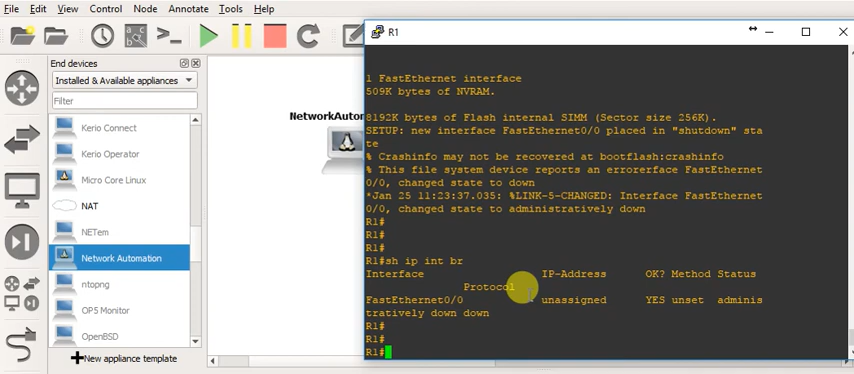 File Edit View Control Node Annotate Tools Help
R1
End devices
Installed & Available appliances
Filter
Kerio Connect
Kerio Operator
Micro Core Linux
NAT
NETem
Network Automation
ntopng
OP5 Monitor
OpenBSD
New appliance template
NetworkAutom
1 FastEthernet interface
509K bytes of NVRAM.
8192K bytes of Flash internal SIMM (Sector size 256K).
SETUP: new interface FastEthernet0/0 placed in "shutdown" sta
te
% Crashinfo may not be recovered at bootflash:crashinfo
% This file system device reports an errorerface FastEthernet
0/0, changed state to down
*Jan 25 11:23:37.035: %LINK-5-CHANGED: Interface FastEthernet
0/0, changed state to administratively down
R1#
R1#
R1#
R1#sh ip int br
Interface IP-Address OK? Method Status
Protocol
FastEthernet0/0 unassigned YES unset adminis
tratively down down
R1#
R1#
R1#